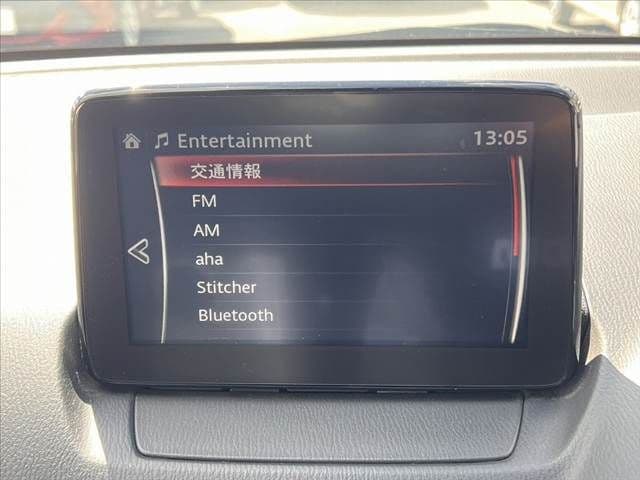 Entertainment 13:05
交通情報
FM
AM
aha
Stitcher
Bluetooth